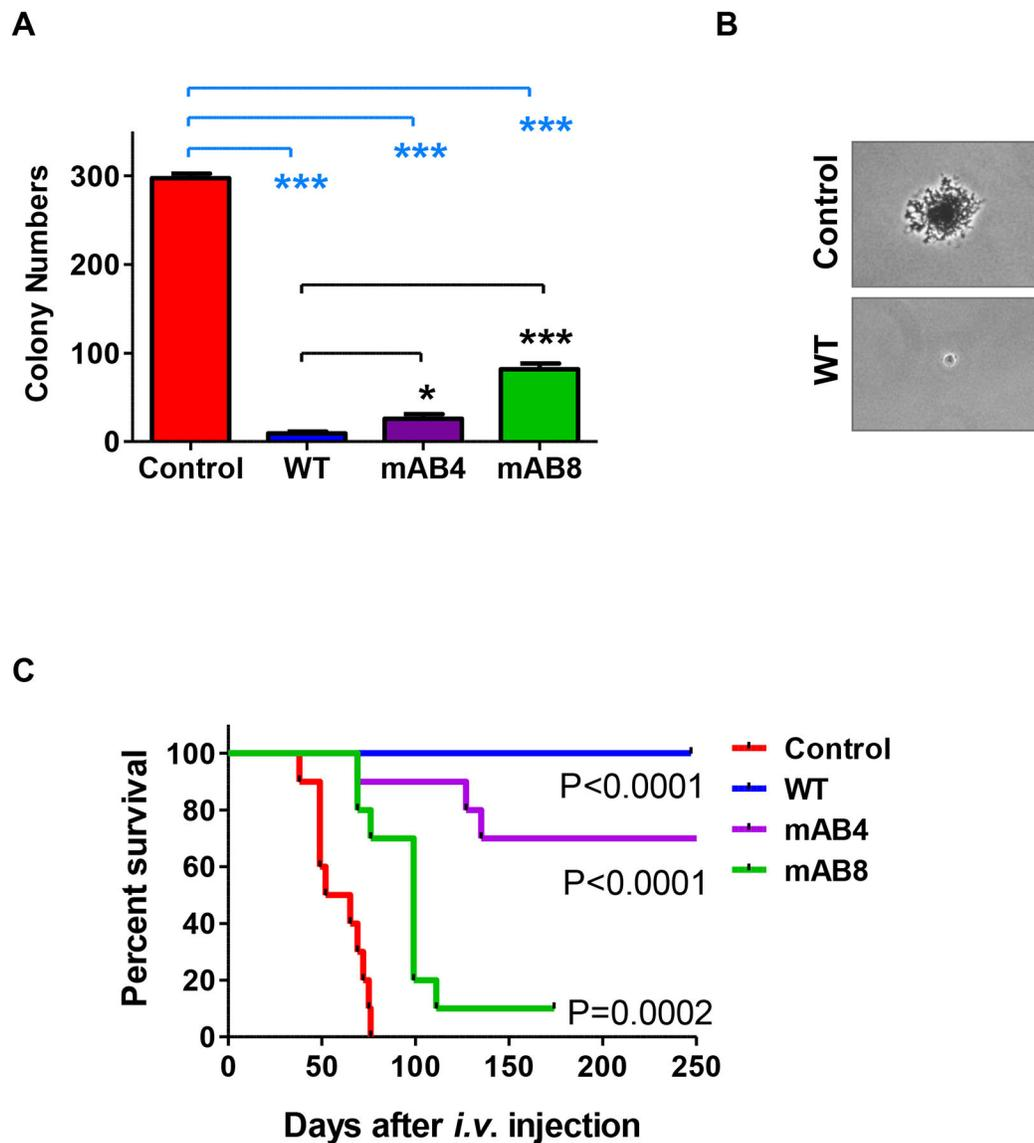 A
B
***
***
***
300
200
100
0
Colony Numbers
*
***
Control
WT
mAB4
mAB8
Control
WT
C
Percent survival
100
80
60
40
20
0
P<0.0001
P<0.0001
P=0.0002
Control
WT
mAB4
mAB8
0 50 100 150 200 250
Days after i.v. injection